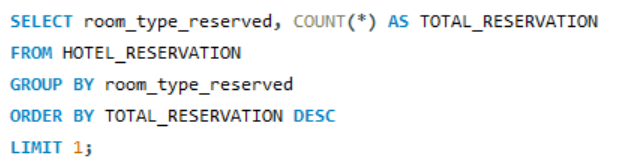 SELECT room_type_reserved, COUNT(*) AS TOTAL_RESERVATION
FROM HOTEL_RESERVATION
GROUP BY room_type_reserved
ORDER BY TOTAL_RESERVATION DESC
LIMIT 1;